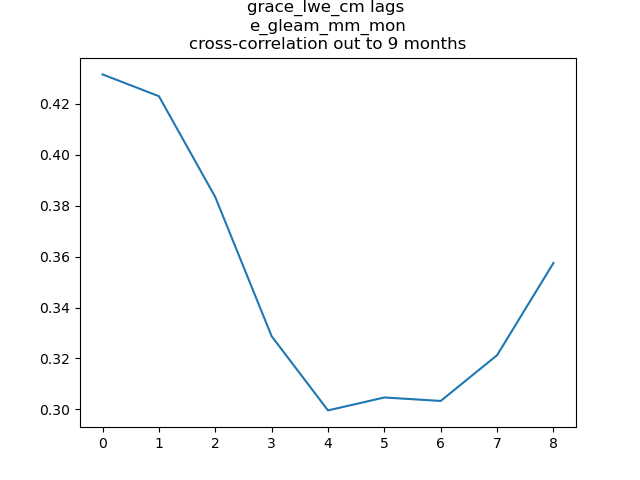 grace_lwe_cm lags
e_gleam_mm_mon
cross-correlation out to 9 months
0.42
0.40
0.38
0.36
0.34
0.32
0.30
0 1 2 3 4 5 6 7 8